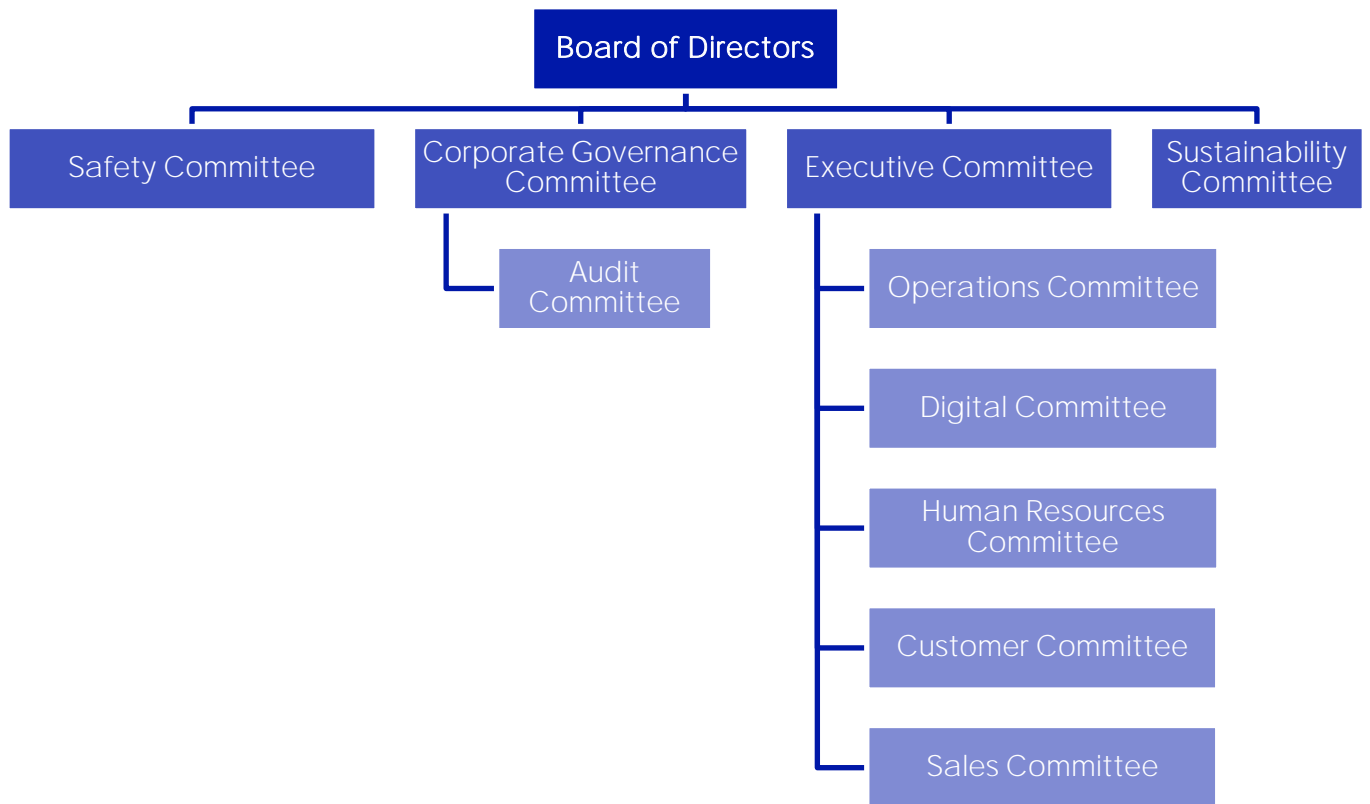 Board of Directors
Safety Committee
Corporate Governance
Committee
Executive Committee
Sustainability
Committee
Audit
Committee
Operations Committee
Digital Committee
Human Resources
Committee
Customer Committee
Sales Committee